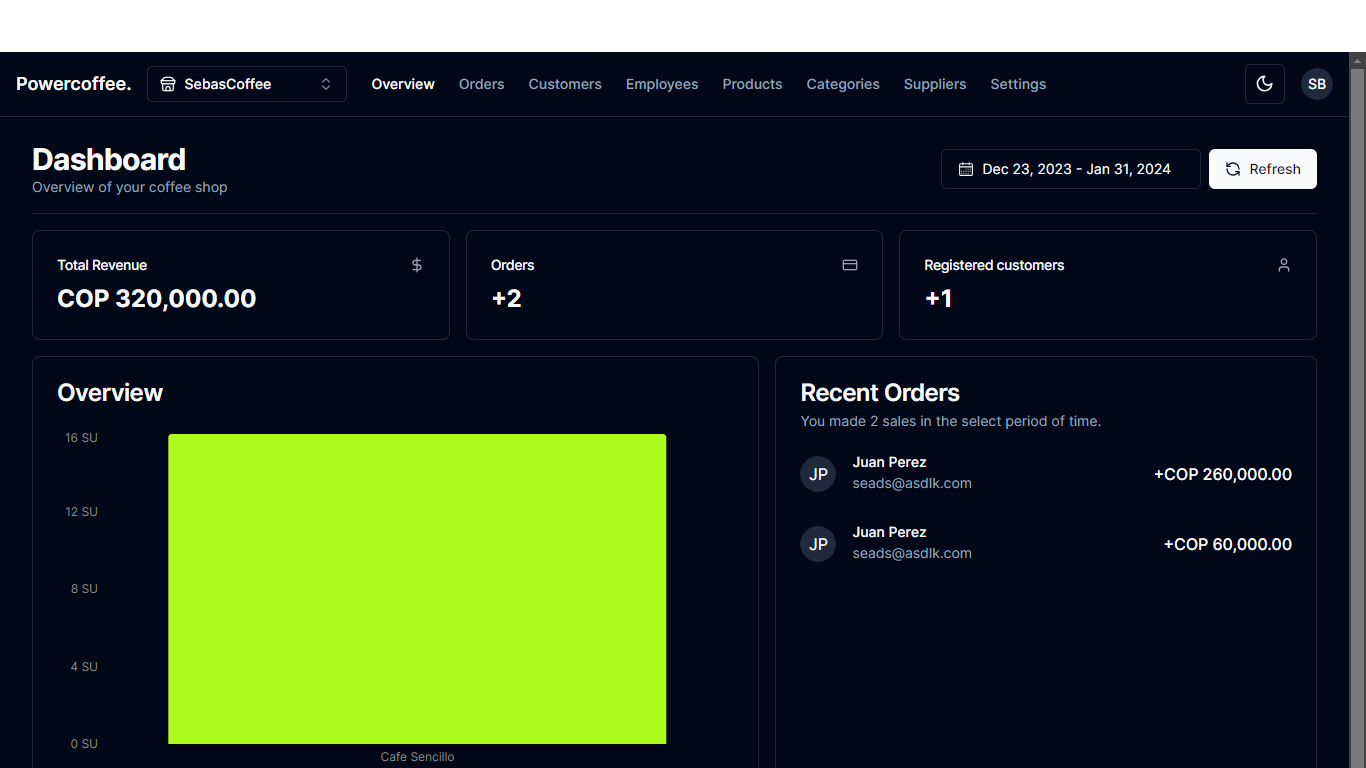 Powercoffee. SebasCoffee Overview Orders Customers Employees Products Categories Suppliers Settings SB
Dashboard
Overview of your coffee shop
Dec 23, 2023 - Jan 31, 2024 Refresh
Total Revenue
COP 320,000.00
Orders
+2
Registered customers
+1
Overview
16 SU
12 SU
8 SU
4 SU
0 SU
Cafe Sencillo
Recent Orders
You made 2 sales in the select period of time.
JP
Juan Perez
seads@asdlk.com
+COP 260,000.00
JP
Juan Perez
seads@asdlk.com
+COP 60,000.00